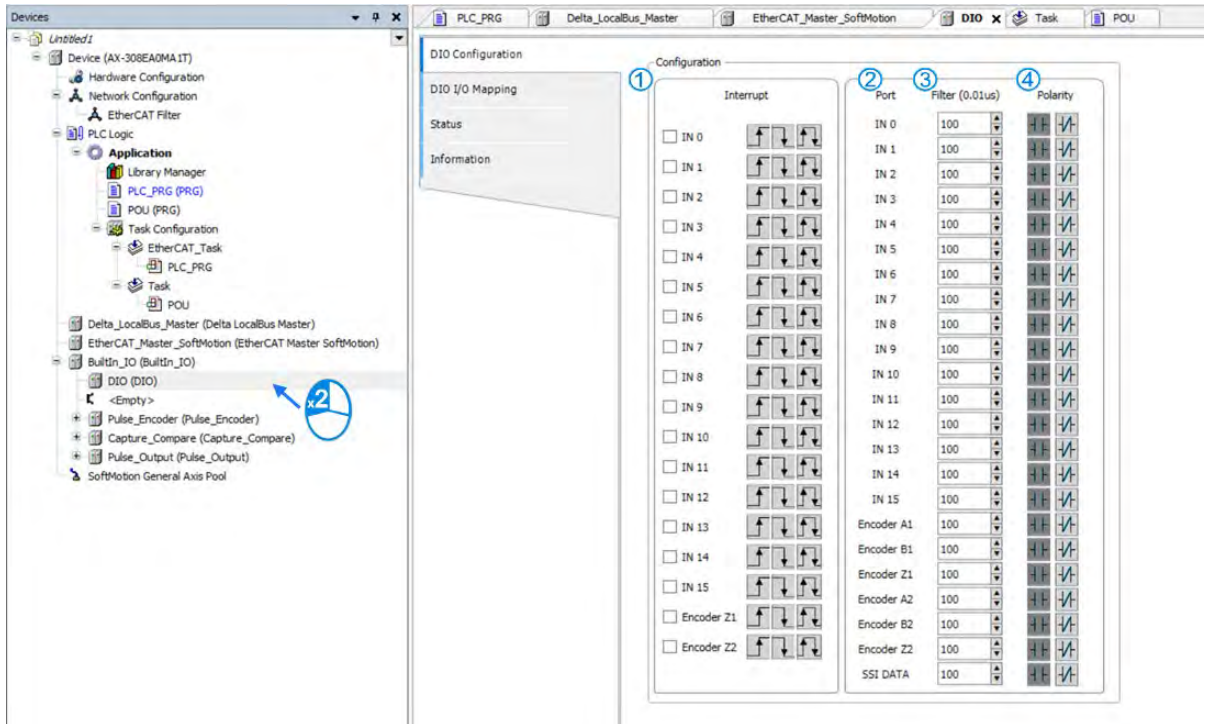 Devices
Untitled1
Device (AX-308EA0MA1T)
Hardware Configuration
Network Configuration
EtherCAT Filter
PLC Logic
Application
Library Manager
PLC_PRG (PRG)
POU (PRG)
Task Configuration
EtherCAT_Task
PLC_PRG
Task
POU
Delta_LocalBus_Master (Delta LocalBus Master)
EtherCAT_Master_SoftMotion (EtherCAT Master SoftMotion)
BuiltIn_IO (BuiltIn_IO)
DIO (DIO)
<Empty>
Pulse_Encoder (Pulse_Encoder)
Capture_Compare (Capture_Compare)
Pulse_Output (Pulse_Output)
SoftMotion General Axis Pool
x2
PLC_PRG Delta_LocalBus_Master EtherCAT_Master_SoftMotion DIO Task POU
DIO Configuration
DIO I/O Mapping
Status
Information
Configuration
1
Interrupt
IN 0
IN 1
IN 2
IN 3
IN 4
IN 5
IN 6
IN 7
IN 8
IN 9
IN 10
IN 11
IN 12
IN 13
IN 14
IN 15
Encoder Z1
Encoder Z2
2 3 4
Port Filter (0.01us) Polarity
IN 0 100
IN 1 100
IN 2 100
IN 3 100
IN 4 100
IN 5 100
IN 6 100
IN 7 100
IN 8 100
IN 9 100
IN 10 100
IN 11 100
IN 12 100
IN 13 100
IN 14 100
IN 15 100
Encoder A1 100
Encoder B1 100
Encoder Z1 100
Encoder A2 100
Encoder B2 100
Encoder Z2 100
SSI DATA 100